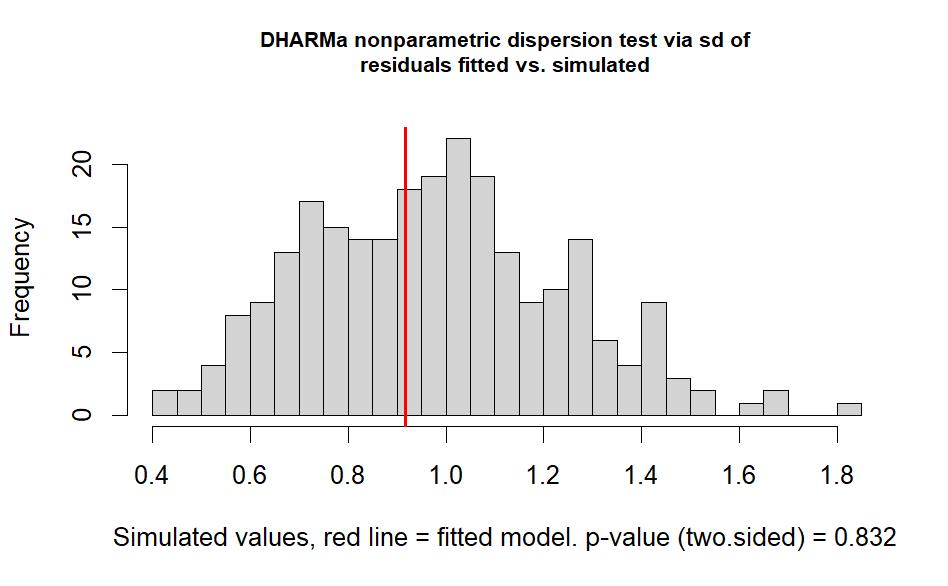 DHARMa nonparametric dispersion test via sd of
residuals fitted vs. simulated
Frequency
20
15
10
5
0
0.4 0.6 0.8 1.0 1.2 1.4 1.6 1.8
Simulated values, red line = fitted model. p-value (two.sided) = 0.832